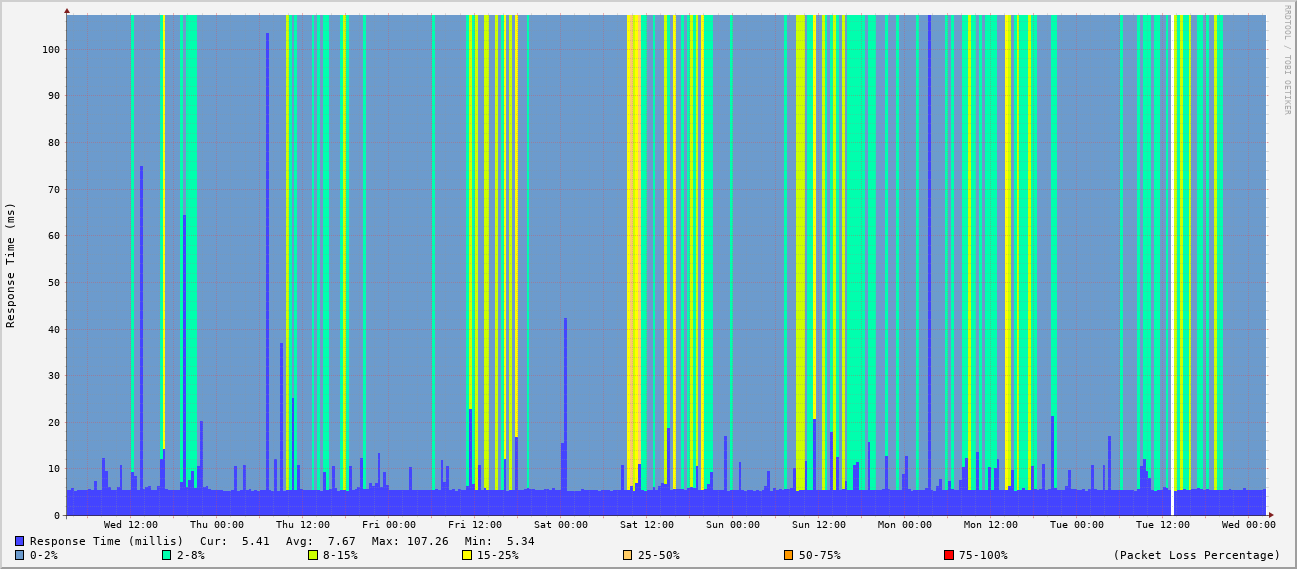 RRDTOOL / TOBI OETIKER
Response Time (ms)
100
90
80
70
60
50
40
30
20
10
0
Wed 12:00 Thu 00:00 Thu 12:00 Fri 00:00 Fri 12:00 Sat 00:00 Sat 12:00 Sun 00:00 Sun 12:00 Mon 00:00 Mon 12:00 Tue 00:00 Tue 12:00 Wed 00:00
Response Time (millis) Cur: 5.41 Avg: 7.67 Max: 107.26 Min: 5.34
0-2% 2-8% 8-15% 15-25% 25-50% 50-75% 75-100% (Packet Loss Percentage)